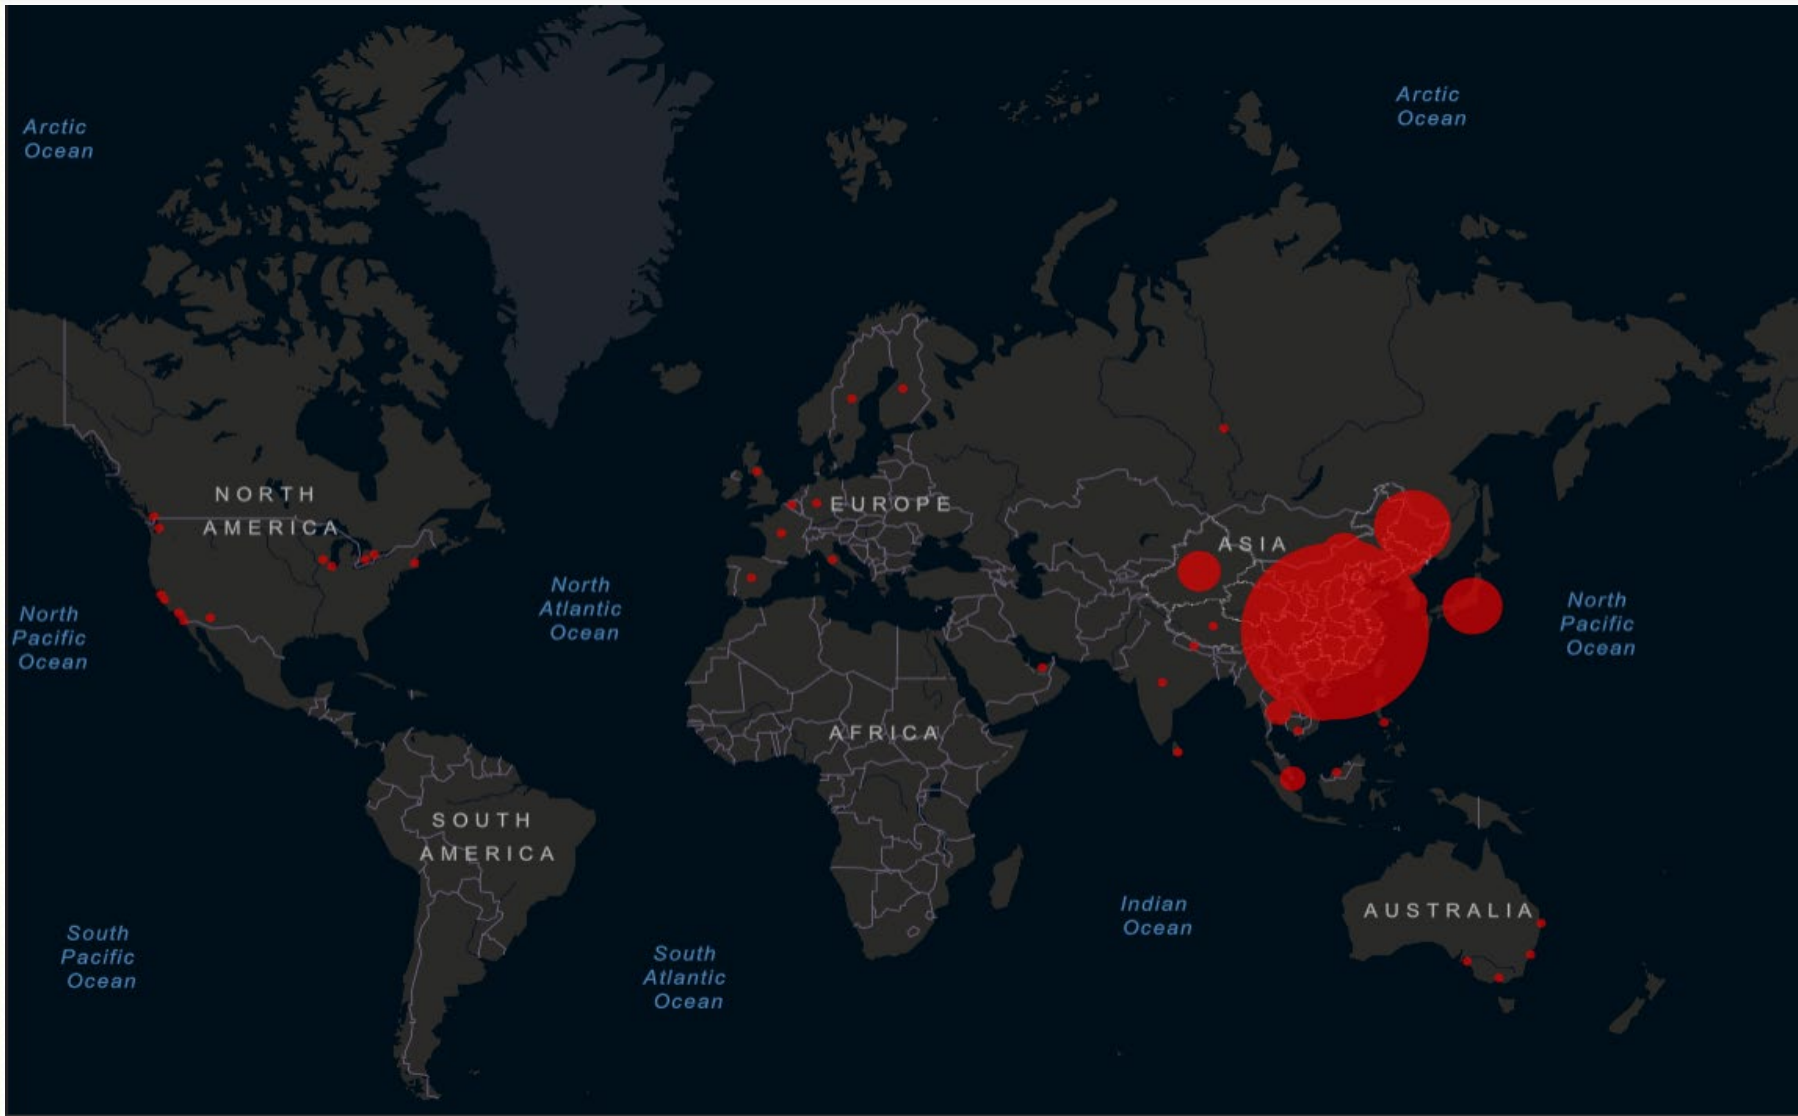 Arctic
Ocean
Arctic
Ocean
NORTH
AMERICA
EUROPE
ASIA
North
Atlantic
Ocean
North
Pacific
Ocean
North
Pacific
Ocean
AFRICA
SOUTH
AMERICA
Indian
Ocean
AUSTRALIA
South
Pacific
Ocean
South
Atlantic
Ocean